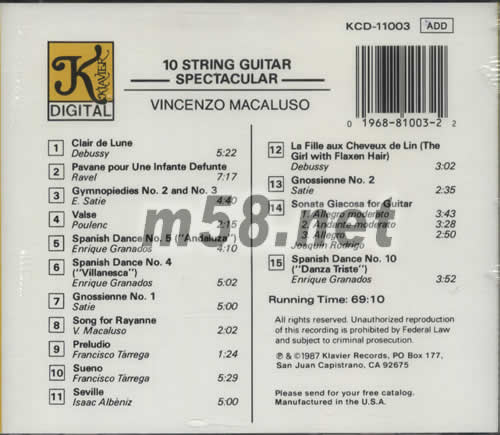 KCD-11003 ADD
K
KLAVIER
DIGITAL
10 STRING GUITAR
SPECTACULAR
VINCENZO MACALUSO
0 1968-81003-2 2
1 Clair de Lune
Debussy 5:22
2 Pavane pour Une Infante Defunte
Ravel 7:17
3 Gymnopiedies No. 2 and No. 3
E. Satie 4:40
4 Valse
Poulenc 2:15
5 Spanish Dance No. 5 ("Andaluza")
Enrique Granados 4:10
6 Spanish Dance No. 4
("Villanesca")
Enrique Granados 5:02
7 Gnossienne No. 1
Satie 5:00
8 Song for Rayanne
V. Macaluso 2:02
9 Preludio
Francisco Tàrrega 1:24
10 Sueno
Francisco Tàrrega 5:29
11 Seville
Isaac Albèniz 5:00
12 La Fille aux Cheveux de Lin (The
Girl with Flaxen Hair)
Debussy 3:02
13 Gnossienne No. 2
Satie 2:35
14 Sonata Giacosa for Guitar
1. Allegro moderato 3:43
2. Andante moderato 3:28
3. Allegro 2:50
Joaquin Rodrigo
15 Spanish Dance No. 10
("Danza Triste")
Enrique Granados 3:52
Running Time: 69:10
All rights reserved. Unauthorized reproduction
of this recording is prohibited by Federal Law
and subject to criminal prosecution.
℗ & ©1987 Klavier Records, PO Box 177,
San Juan Capistrano, CA 92675
Please send for your free catalog.
Manufactured in the U.S.A.
m58.net